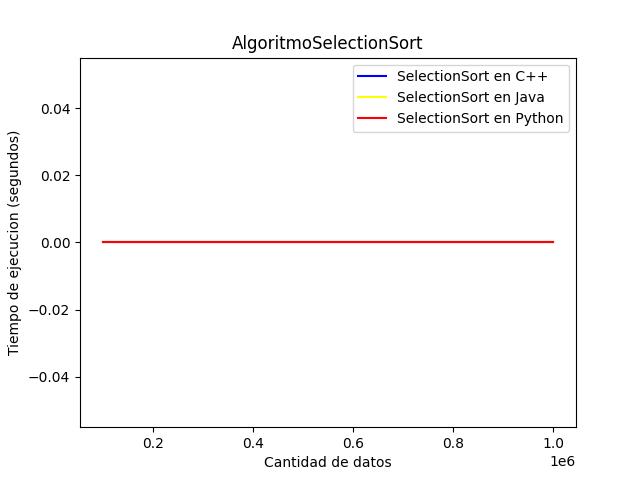 AlgoritmoSelectionSort
SelectionSort en C++
SelectionSort en Java
SelectionSort en Python
Tiempo de ejecucion (segundos)
0.04
0.02
0.00
−0.02
−0.04
0.2 0.4 0.6 0.8 1.0
1e6
Cantidad de datos